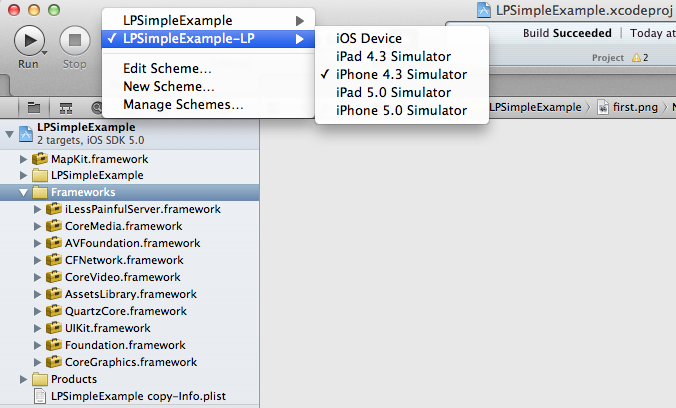 LPSimpleExample.xcodeproj
LPSimpleExample
LPSimpleExample-LP
Edit Scheme...
New Scheme...
Manage Schemes...
iOS Device
iPad 4.3 Simulator
iPhone 4.3 Simulator
iPad 5.0 Simulator
iPhone 5.0 Simulator
Run
Stop
Build Succeeded | Today at
Project 2
LPSimpleExample
2 targets, iOS SDK 5.0
LPSimpleExample
first.png
N
MapKit.framework
LPSimpleExample
Frameworks
iLessPainfulServer.framework
CoreMedia.framework
AVFoundation.framework
CFNetwork.framework
CoreVideo.framework
AssetsLibrary.framework
QuartzCore.framework
UIKit.framework
Foundation.framework
CoreGraphics.framework
Products
LPSimpleExample copy-Info.plist